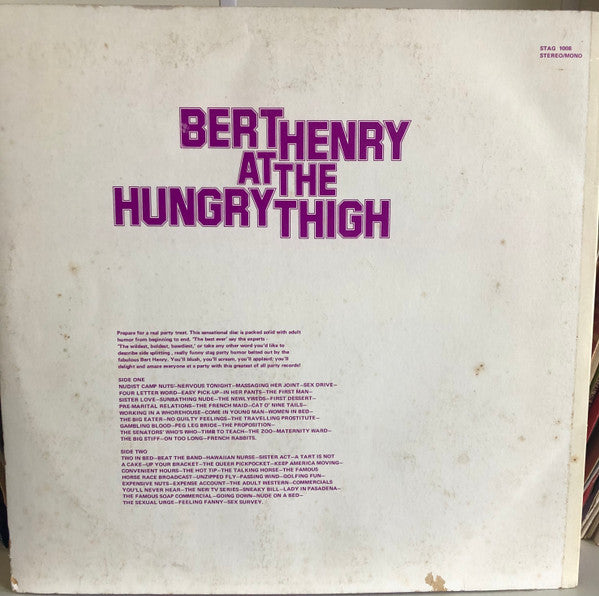 STAG 1008
STEREO/MONO
BERT HENRY
AT THE
HUNGRY THIGH
Prepare for a real party treat. This sensational disc is packed solid with adult
humor from beginning to end. 'The best ever' say the experts -
'The wildest, boldest, bawdiest,' or take any other word you'd like to
describe side splitting . really funny stag party humor belted out by the
fabulous Bert Henry. You'll blush, you'll scream, you'll applaud; you'll
delight and amaze everyone at a party with this greatest of all party records!
SIDE ONE
NUDIST CAMP NUTS—NERVOUS TONIGHT—MASSAGING HER JOINT—SEX DRIVE—
FOUR LETTER WORD—EASY PICK-UP—IN HER PANTS—THE FIRST MAN—
SISTER LOVE—SUNBATHING NUDE—THE NEWLYWEDS—FIRST DESSERT—
PRE-MARITAL RELATIONS—THE FRENCH MAID—CAT O' NINE TAILS—
WORKING IN A WHOREHOUSE—COME IN YOUNG MAN—WOMEN IN BED—
THE BIG EATER—NO GUILTY FEELINGS—THE TRAVELLING PROSTITUTE—
GAMBLING BLOOD—PEG LEG BRIDE—THE PROPOSITION—
THE SENATORS' WHO'S WHO—TIME TO TEACH—THE ZOO—MATERNITY WARD—
THE BIG STIFF—ON TOO LONG—FRENCH RABBITS.
SIDE TWO
TWO IN BED—BEAT THE BAND—HAWAIIAN NURSE—SISTER ACT—A TART IS NOT
A CAKE—UP YOUR BRACKET—THE QUEER PICKPOCKET—KEEP AMERICA MOVING—
CONVENIENT HOURS—THE HOT TIP—THE TALKING HORSE—THE FAMOUS
HORSE RACE BROADCAST—UNZIPPED FLY—PASSING WIND—GOLFING FUN—
EXPENSIVE NUTS—EXPENSE ACCOUNT—THE ADULT WESTERN—COMMERCIALS
YOU'LL NEVER HEAR—THE NEW TV SERIES—SNEAKY BILL—LADY IN PASADENA—
THE FAMOUS SOAP COMMERCIAL—GOING DOWN—NUDE ON A BED—
THE SEXUAL URGE—FEELING FANNY—SEX SURVEY.